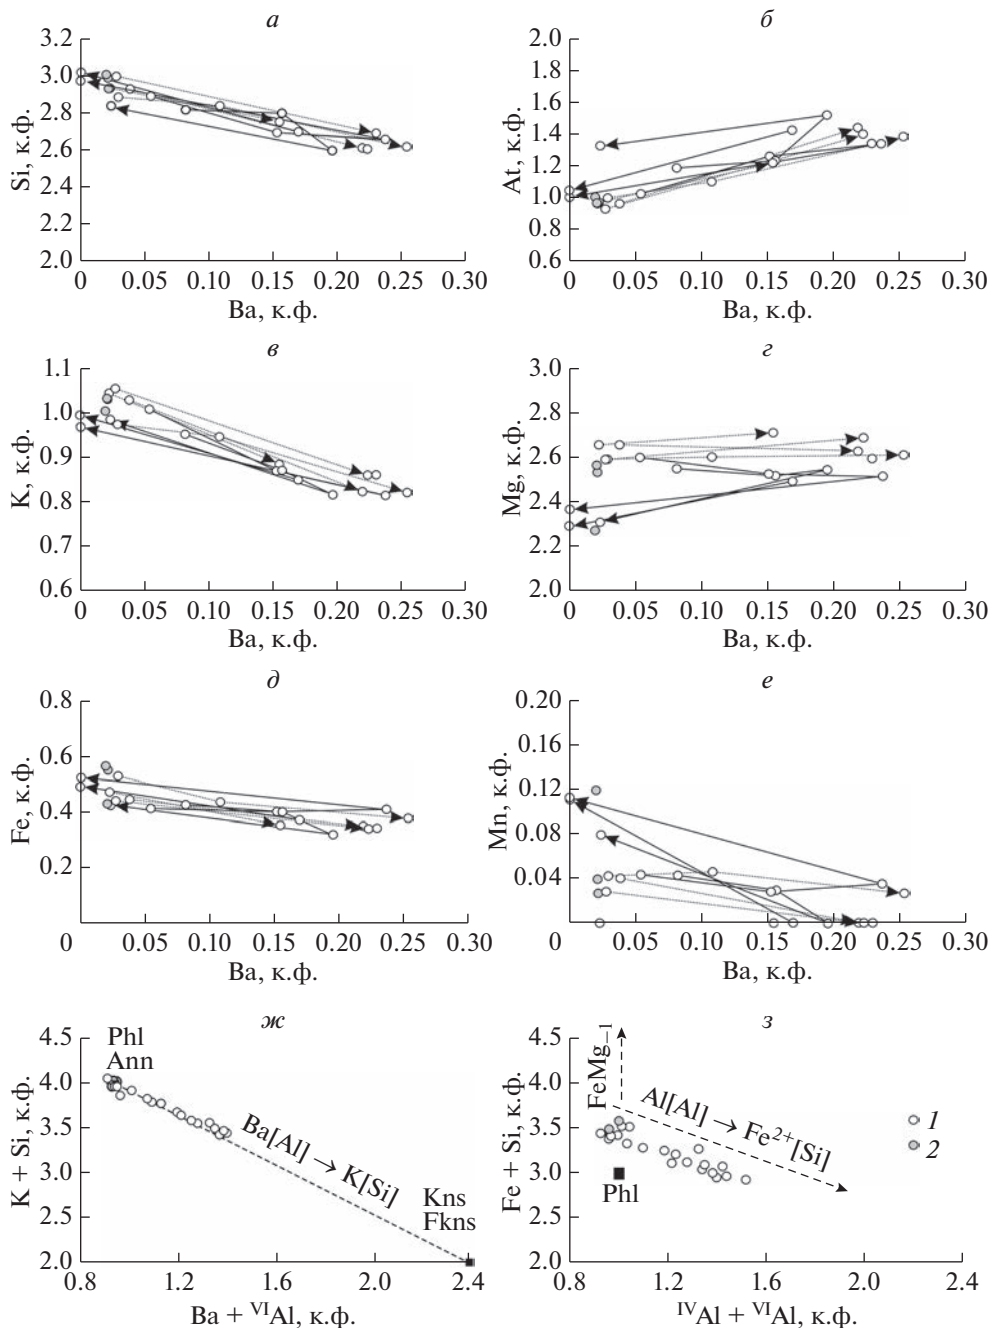 а
Si, к.ф.
3.2
3.0
2.8
2.6
2.4
2.2
2.0
0 0.05 0.10 0.15 0.20 0.25 0.30
Ba, к.ф.
б
At, к.ф.
2.0
1.8
1.6
1.4
1.2
1.0
0.8
0.6
0 0.05 0.10 0.15 0.20 0.25 0.30
Ba, к.ф.
в
K, к.ф.
1.1
1.0
0.9
0.8
0.7
0.6
0 0.05 0.10 0.15 0.20 0.25 0.30
Ba, к.ф.
г
Mg, к.ф.
3.0
2.8
2.6
2.4
2.2
2.0
0 0.05 0.10 0.15 0.20 0.25 0.30
Ba, к.ф.
д
Fe, к.ф.
0.8
0.6
0.4
0.2
0 0.05 0.10 0.15 0.20 0.25 0.30
Ba, к.ф.
е
Mn, к.ф.
0.20
0.16
0.12
0.08
0.04
0 0.05 0.10 0.15 0.20 0.25 0.30
Ba, к.ф.
ж
K + Si, к.ф.
4.5
4.0
3.5
3.0
2.5
2.0
Phl
Ann
Ba[Al] → K[Si]
Kns
Fkns
0.8 1.2 1.6 2.0 2.4
Ba + ᵛᴵAl, к.ф.
з
Fe + Si, к.ф.
4.5
4.0
3.5
3.0
2.5
2.0
FeMg₋₁
Al[Al] → Fe²⁺[Si]
Phl
1
2
0.8 1.2 1.6 2.0 2.4
ᴵⱽAl + ⱽᴵAl, к.ф.